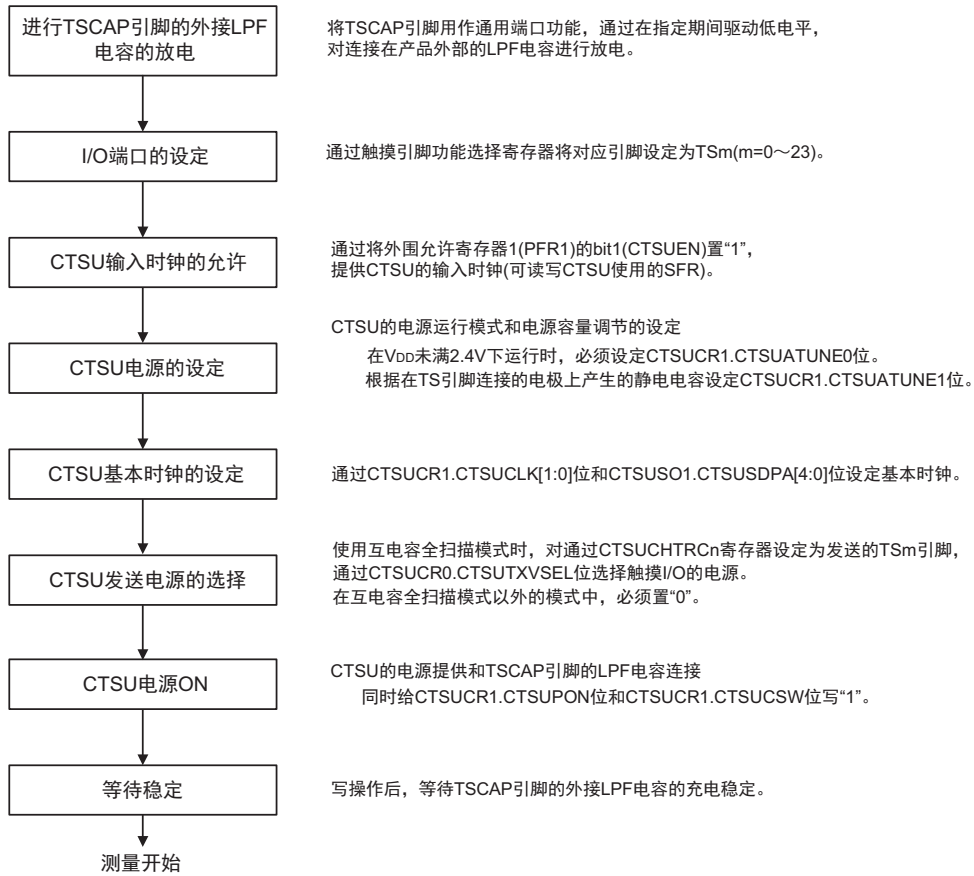 进行TSCAP引脚的外接LPF
电容的放电
将TSCAP引脚用作通用端口功能，通过在指定期间驱动低电平，
对连接在产品外部的LPF电容进行放电。
I/O端口的设定
通过触摸引脚功能选择寄存器将对应引脚设定为TSm(m=0～23)。
CTSU输入时钟的允许
通过将外围允许寄存器1(PFR1)的bit1(CTSUEN)置“1”，
提供CTSU的输入时钟(可读写CTSU使用的SFR)。
CTSU电源的设定
CTSU的电源运行模式和电源容量调节的设定
在VDD未满2.4V下运行时，必须设定CTSUCR1.CTSUATUNE0位。
根据在TS引脚连接的电极上产生的静电电容设定CTSUCR1.CTSUATUNE1位。
CTSU基本时钟的设定
通过CTSUCR1.CTSUCLK[1:0]位和CTSUSO1.CTSUSDPA[4:0]位设定基本时钟。
CTSU发送电源的选择
使用互电容全扫描模式时，对通过CTSUCHTRCn寄存器设定为发送的TSm引脚，
通过CTSUCR0.CTSUTXVSEL位选择触摸I/O的电源。
在互电容全扫描模式以外的模式中，必须置“0”。
CTSU电源ON
CTSU的电源提供和TSCAP引脚的LPF电容连接
同时给CTSUCR1.CTSUPON位和CTSUCR1.CTSUCSW位写“1”。
等待稳定
写操作后，等待TSCAP引脚的外接LPF电容的充电稳定。
测量开始